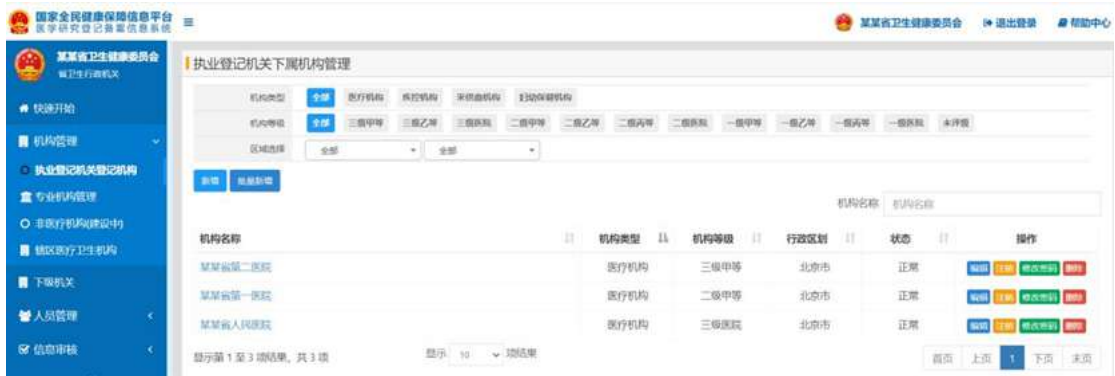 国家全民健康保障信息平台
医学研究登记备案信息系统
某某省卫生健康委员会 退出登录 帮助中心
某某省卫生健康委员会
省卫生行政机关
快速开始
机构管理
执业登记机关登记机构
专业机构管理
非医疗机构(建设中)
辖区医疗卫生机构
下级机关
人员管理
信息审核
执业登记机关下属机构管理
机构类型 全部 医疗机构 疾控机构 采供血机构 妇幼保健机构
机构等级 全部 三级甲等 三级乙等 三级医院 二级甲等 二级乙等 二级丙等 二级医院 一级甲等 一级乙等 一级丙等 一级医院 未评级
区域选择 全部 全部
新增 批量新增
机构名称 机构名称
机构名称 机构类型 机构等级 行政区划 状态 操作
某某省第二医院 医疗机构 三级甲等 北京市 正常 编辑 注销 修改密码 删除
某某省第一医院 医疗机构 二级甲等 北京市 正常 编辑 注销 修改密码 删除
某某省人民医院 医疗机构 三级医院 北京市 正常 编辑 注销 修改密码 删除
显示第 1 至 3 项结果，共 3 项 显示 10 项结果 首页 上页 1 下页 末页